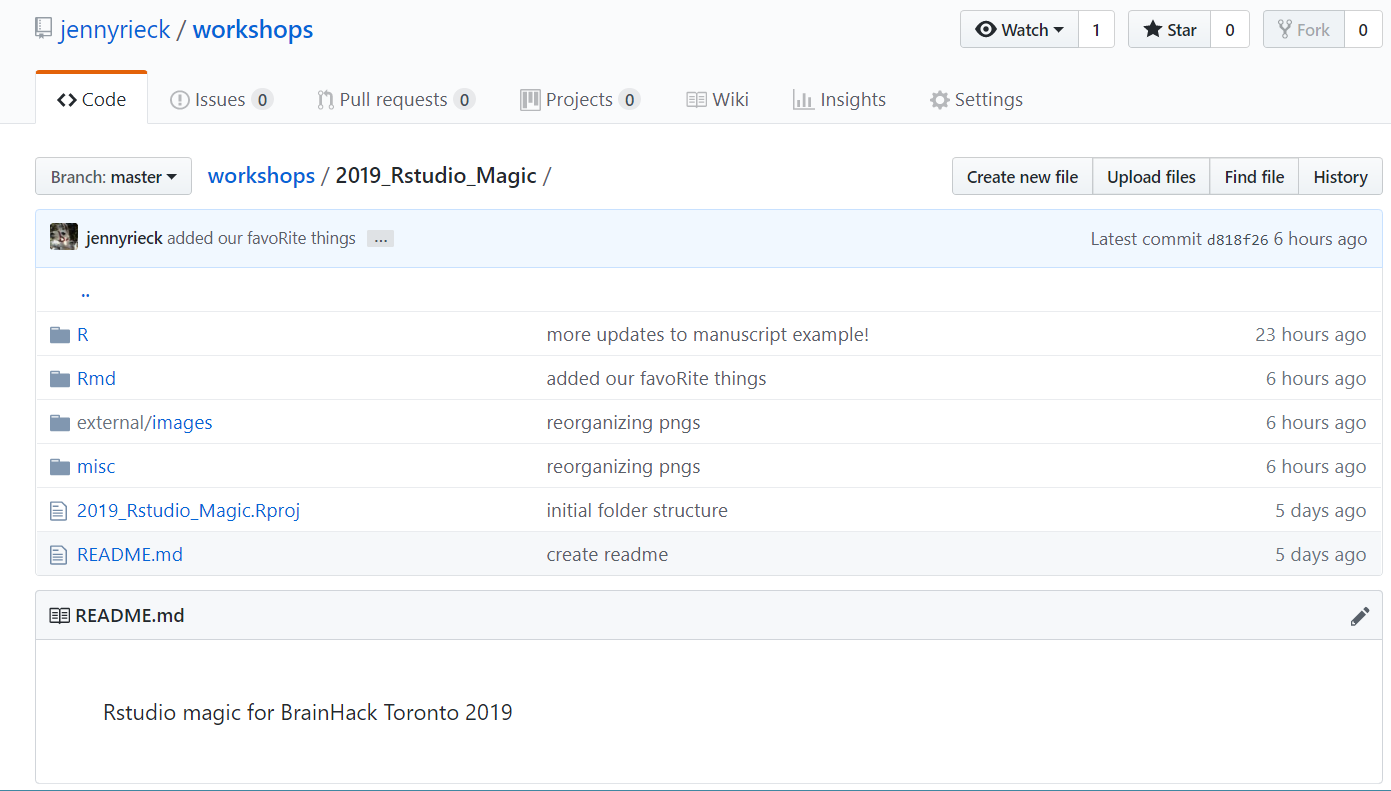 jennyrieck / workshops
Watch 1 Star 0 Fork 0
Code Issues 0 Pull requests 0 Projects 0 Wiki Insights Settings
Branch: master workshops / 2019_Rstudio_Magic / Create new file Upload files Find file History
jennyrieck added our favoRite things ... Latest commit d818f26 6 hours ago
..
R more updates to manuscript example! 23 hours ago
Rmd added our favoRite things 6 hours ago
external/images reorganizing pngs 6 hours ago
misc reorganizing pngs 6 hours ago
2019_Rstudio_Magic.Rproj initial folder structure 5 days ago
README.md create readme 5 days ago
README.md
Rstudio magic for BrainHack Toronto 2019